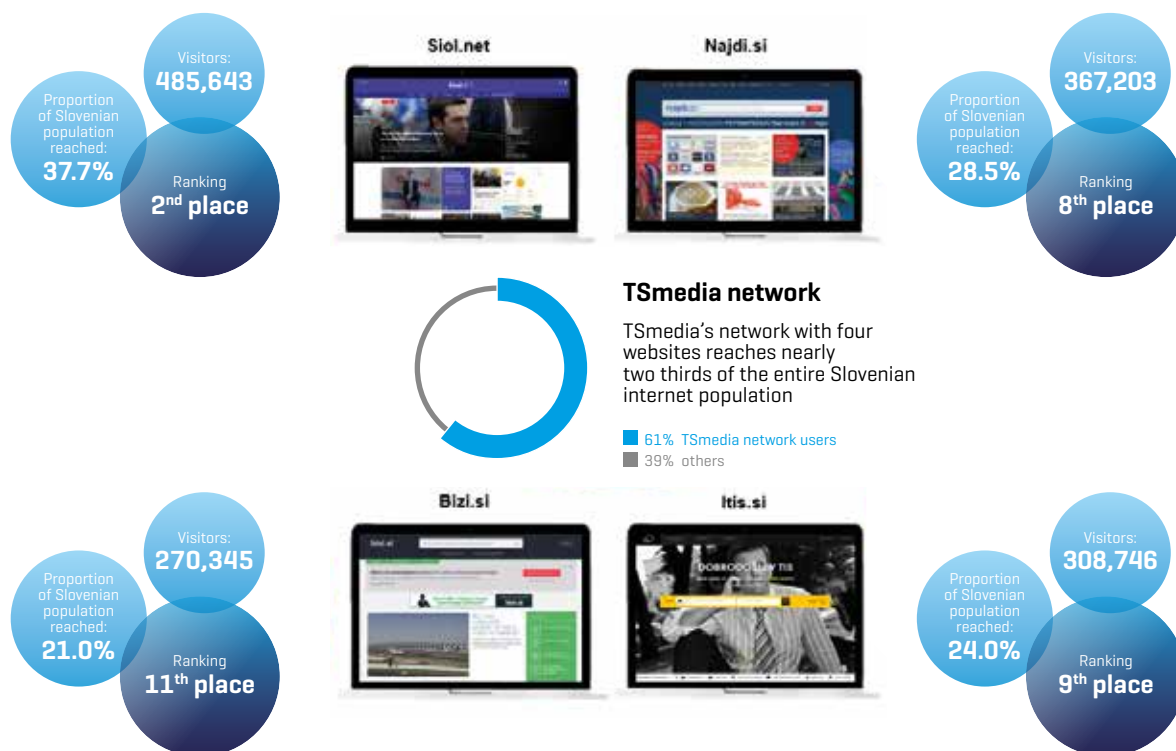 Siol.net
Najdi.si
Visitors:
485,643
Proportion
of Slovenian
population
reached:
37.7%
Ranking
2nd place
Visitors:
367,203
Proportion
of Slovenian
population
reached:
28.5%
Ranking
8th place
TSmedia network
TSmedia's network with four
websites reaches nearly
two thirds of the entire Slovenian
internet population
61% TSmedia network users
39% others
Bizi.si
Itis.si
Visitors:
270,345
Proportion
of Slovenian
population
reached:
21.0%
Ranking
11th place
DOBRODOŠLI V TIS
Visitors:
308,746
Proportion
of Slovenian
population
reached:
24.0%
Ranking
9th place